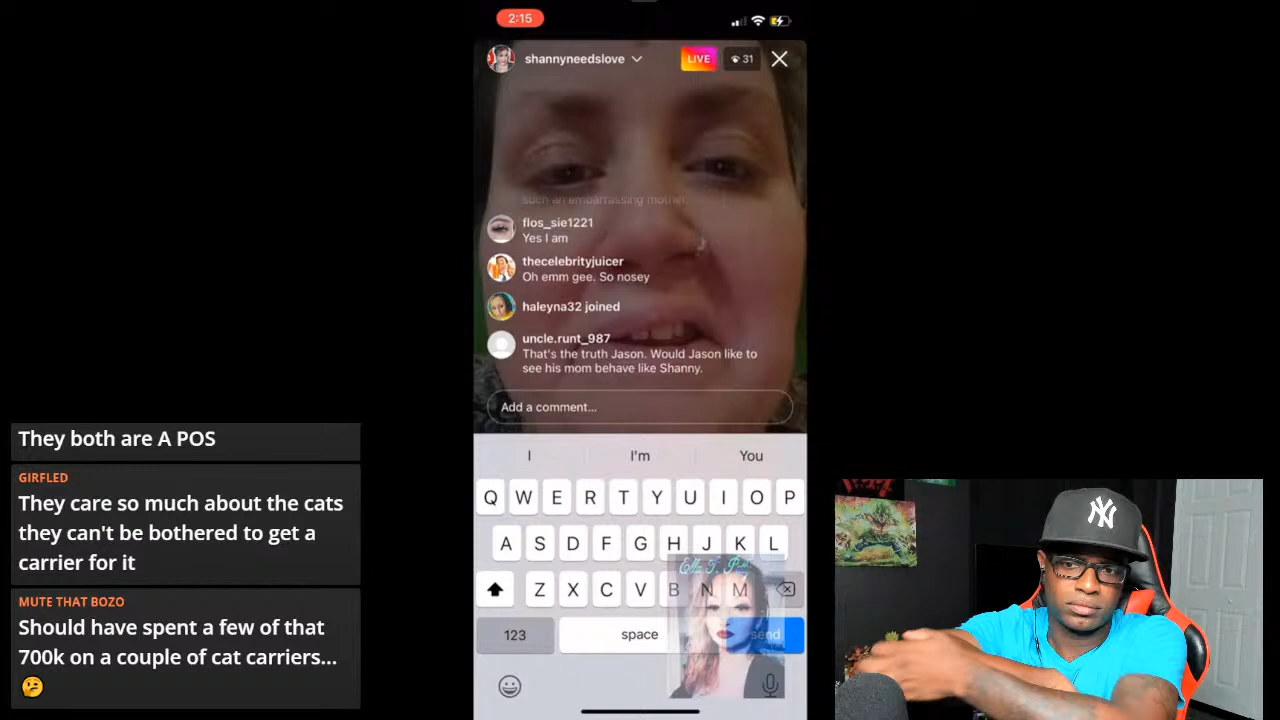 2:15
shannyneedslove
LIVE
31
such an embarrassing mother.
flos_sie1221
Yes I am
thecelebrityjuicer
Oh emm gee. So nosey
haleyna32 joined
uncle.runt_987
That's the truth Jason. Would Jason like to
see his mom behave like Shanny.
Add a comment...
I I'm You
Q W E R T Y U I O P
A S D F G H J K L
Z X C V B N M
123 space send
They both are A POS
GIRFLED
They care so much about the cats
they can't be bothered to get a
carrier for it
MUTE THAT BOZO
Should have spent a few of that
700k on a couple of cat carriers...
NY